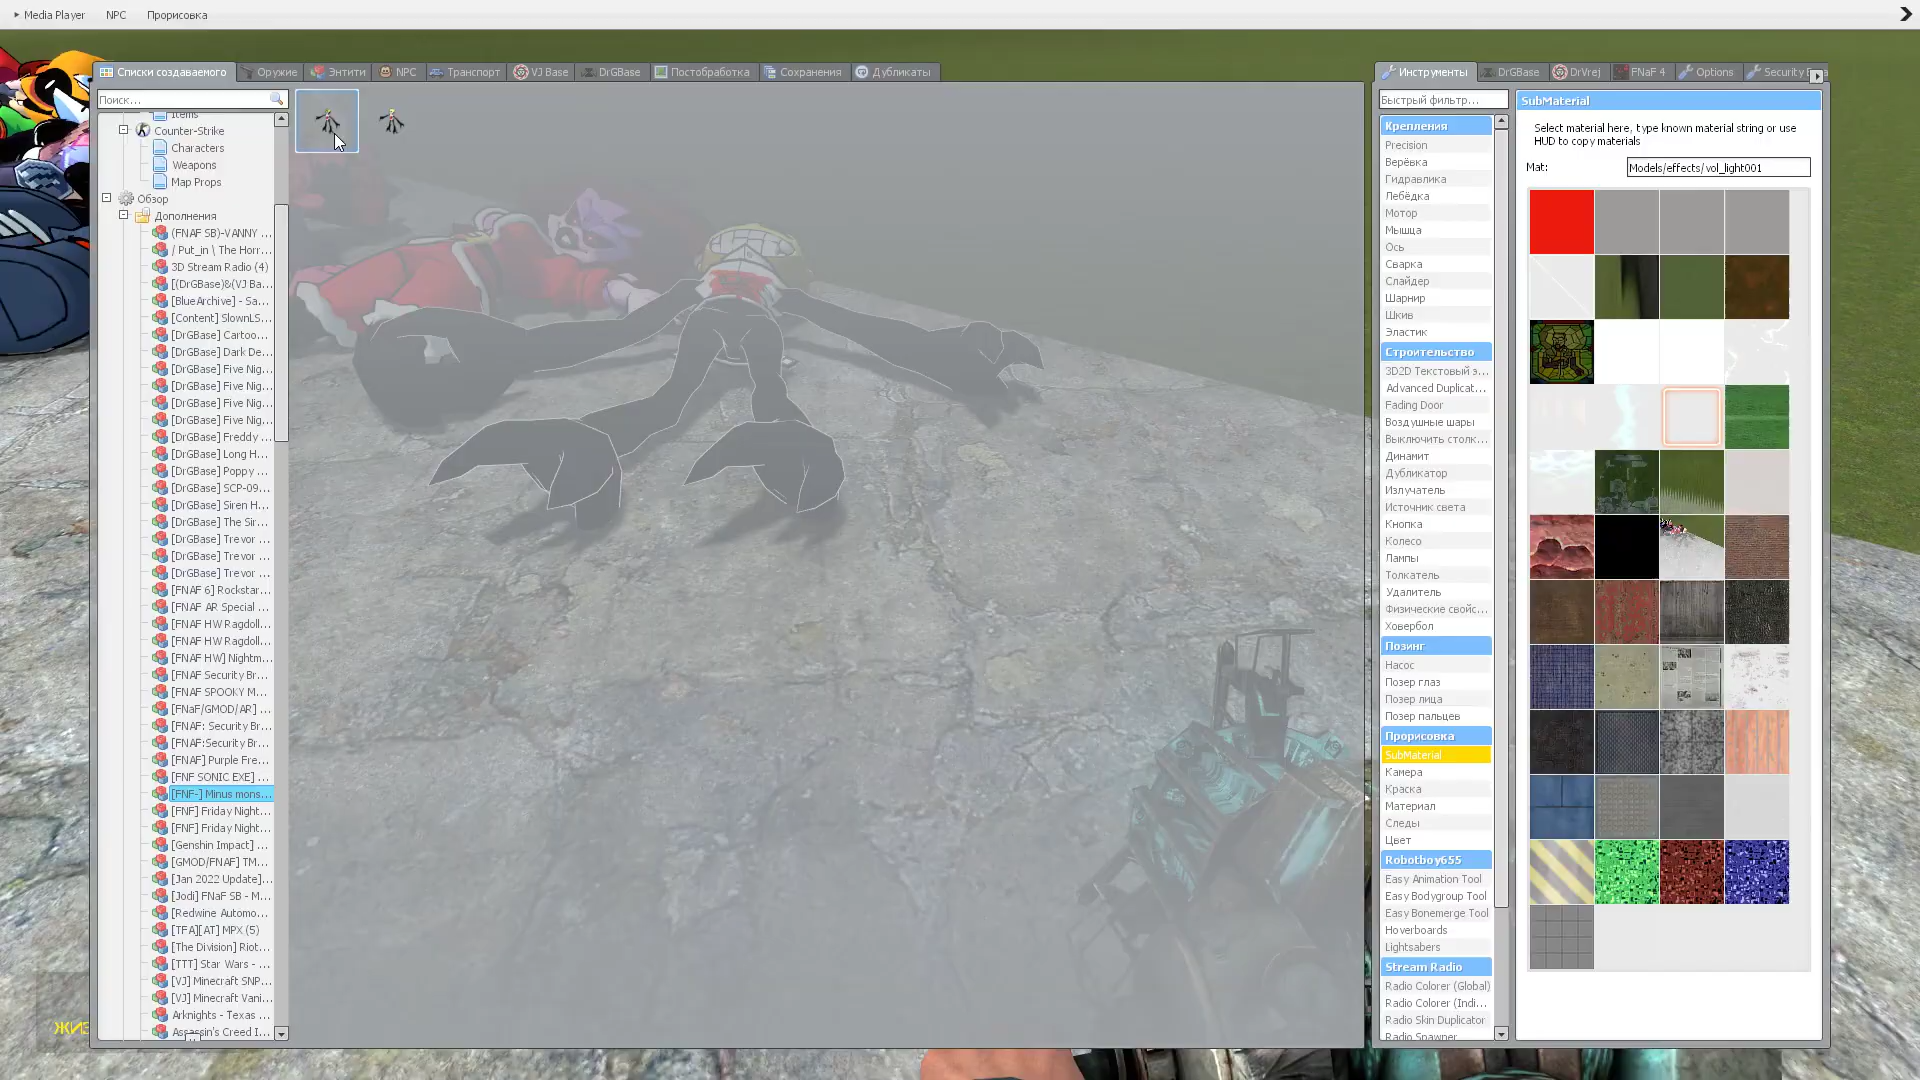 Media Player
NPC
Прорисовка
Списки создаваемого
Оружие
Энтити
NPC
Транспорт
VJ Base
DrGBase
Постобработка
Сохранения
Дубликаты
Поиск...
Items
Counter-Strike
Characters
Weapons
Map Props
Обзор
Дополнения
(FNAF SB)-VANNY ...
/ Put_in \ The Horr...
3D Stream Radio (4)
[(DrGBase)&(VJ Ba...
[BlueArchive] - Sa...
[Content] SlownLS...
[DrGBase] Cartoo...
[DrGBase] Dark De...
[DrGBase] Five Nig...
[DrGBase] Five Nig...
[DrGBase] Five Nig...
[DrGBase] Five Nig...
[DrGBase] Freddy ...
[DrGBase] Long H...
[DrGBase] Poppy ...
[DrGBase] SCP-09...
[DrGBase] Siren H...
[DrGBase] The Sir...
[DrGBase] Trevor ...
[DrGBase] Trevor ...
[DrGBase] Trevor ...
[FNAF 6] Rockstar...
[FNAF AR Special ...
[FNAF HW Ragdoll...
[FNAF HW Ragdoll...
[FNAF HW] Nightm...
[FNAF Security Br...
[FNAF SPOOKY M...
[FNaF/GMOD/AR] ...
[FNAF: Security Br...
[FNAF:Security Br...
[FNAF] Purple Fre...
[FNF SONIC EXE] ...
[FNF-] Minus mons...
[FNF] Friday Night...
[FNF] Friday Night...
[Genshin Impact] ...
[GMOD/FNAF] TM...
[Jan 2022 Update]...
[Jodi] FNaF SB - M...
[Redwine Automo...
[TFA][AT] MPX (5)
[The Division] Riot...
[TTT] Star Wars - ...
[VJ] Minecraft SNP...
[VJ] Minecraft Vani...
Arknights - Texas ...
Assassin's Creed I...
ЖИЗ
Инструменты
DrGBase
DrVrej
FNaF 4
Options
Security
Быстрый фильтр...
Крепления
Precision
Верёвка
Гидравлика
Лебёдка
Мотор
Мышца
Ось
Сварка
Слайдер
Шарнир
Шкив
Эластик
Строительство
3D2D Текстовый э...
Advanced Duplicat...
Fading Door
Воздушные шары
Выключить столк...
Динамит
Дубликатор
Излучатель
Источник света
Кнопка
Колесо
Лампы
Толкатель
Удалитель
Физические свойс...
Ховербол
Позинг
Насос
Позер глаз
Позер лица
Позер пальцев
Прорисовка
SubMaterial
Камера
Краска
Материал
Следы
Цвет
Robotboy655
Easy Animation Tool
Easy Bodygroup Tool
Easy Bonemerge Tool
Hoverboards
Lightsabers
Stream Radio
Radio Colorer (Global)
Radio Colorer (Indi...
Radio Skin Duplicator
Radio Spawner
SubMaterial
Select material here, type known material string or use
HUD to copy materials
Mat:
Models/effects/vol_light001